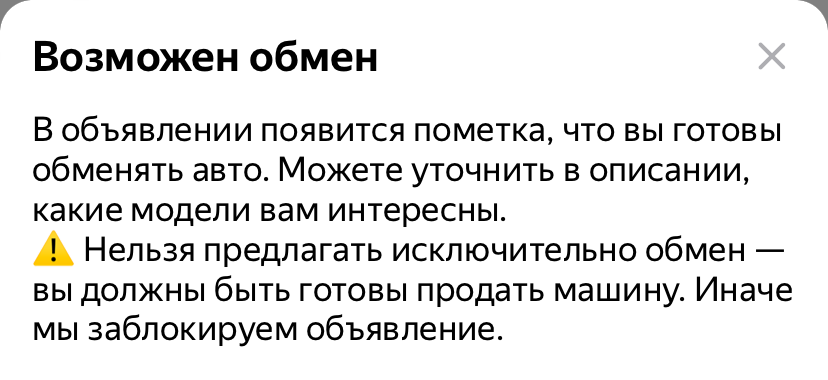 Возможен обмен
В объявлении появится пометка, что вы готовы
обменять авто. Можете уточнить в описании,
какие модели вам интересны.
⚠️ Нельзя предлагать исключительно обмен —
вы должны быть готовы продать машину. Иначе
мы заблокируем объявление.